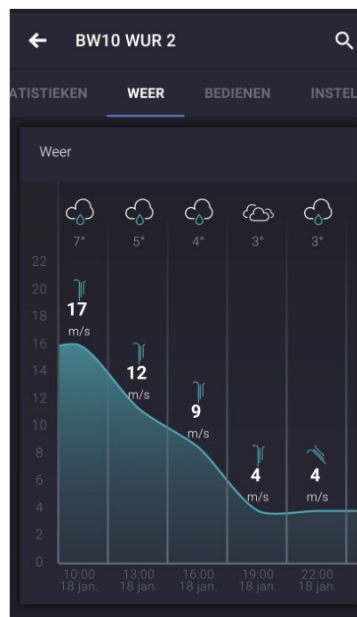 BW10 WUR 2
ATISTIEKEN WEER BEDIENEN INSTEL
Weer
7° 5° 4° 3° 3°
22
20
17
18
m/s
16
14
12
12
m/s
10
9
8
m/s
6
4 4
4
m/s m/s
2
0
10:00 13:00 16:00 19:00 22:00
18 jan. 18 jan. 18 jan. 18 jan. 18 jan.